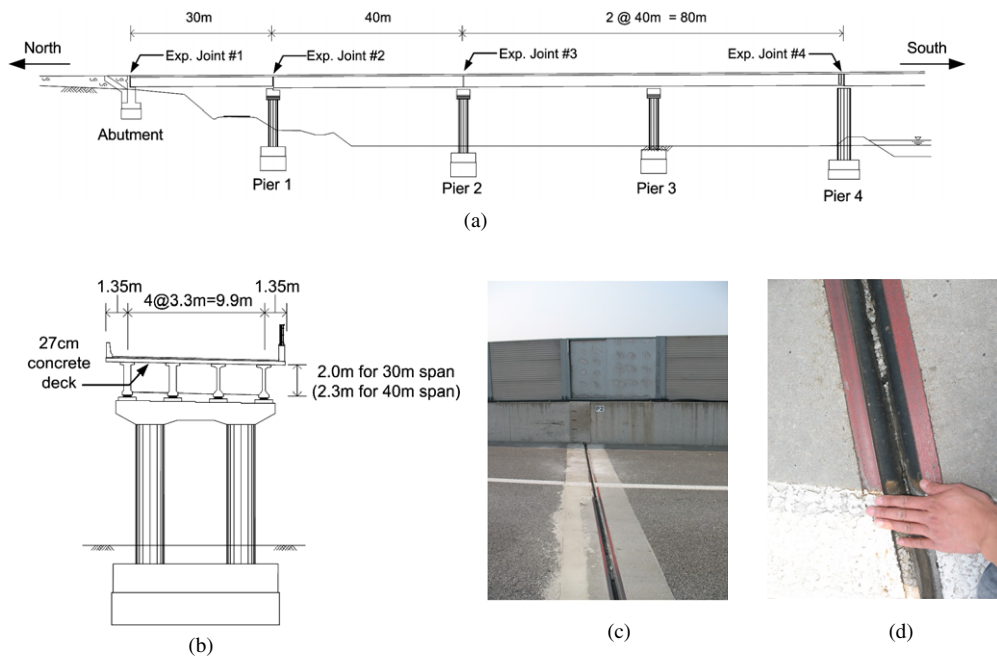 30m
40m
2 @ 40m = 80m
North
Exp. Joint #1
Exp. Joint #2
Exp. Joint #3
Exp. Joint #4
South
Abutment
Pier 1
Pier 2
Pier 3
Pier 4
(a)
1.35m
1.35m
4@3.3m=9.9m
27cm
concrete
deck
2.0m for 30m span
(2.3m for 40m span)
(b)
(c)
(d)